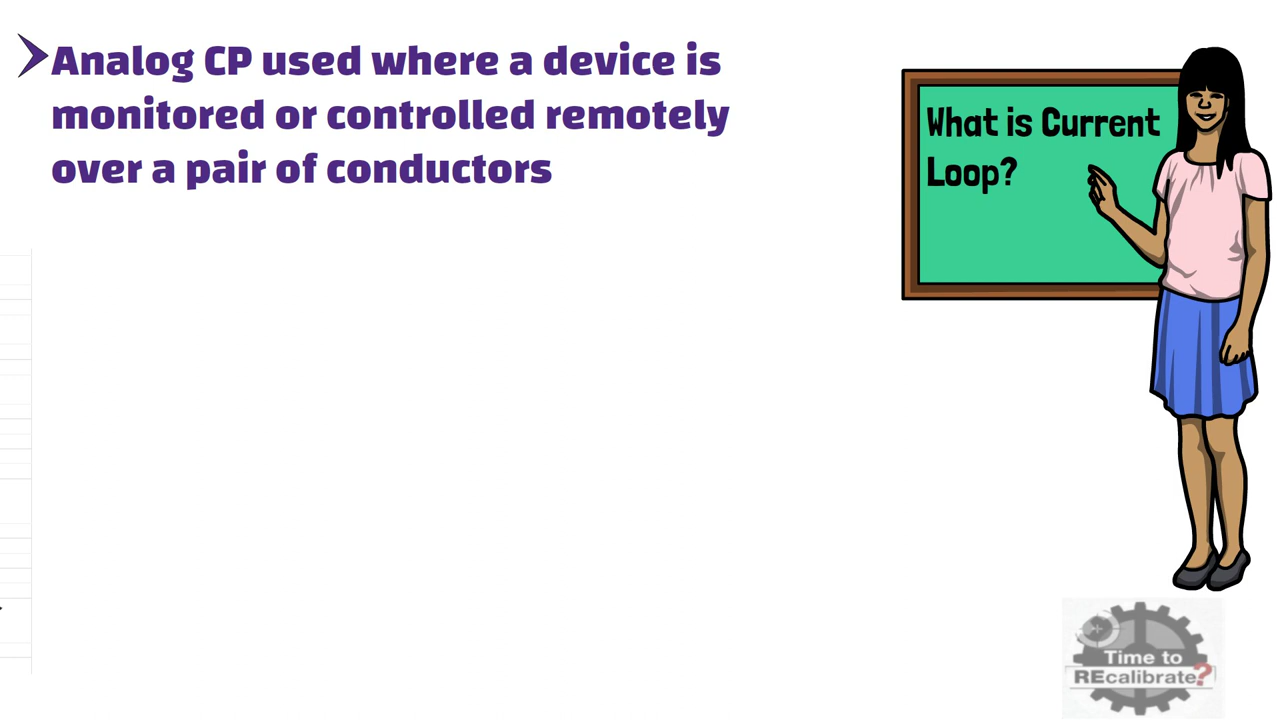 Analog CP used where a device is
monitored or controlled remotely
over a pair of conductors
What is Current
Loop?
Time to
REcalibrate?